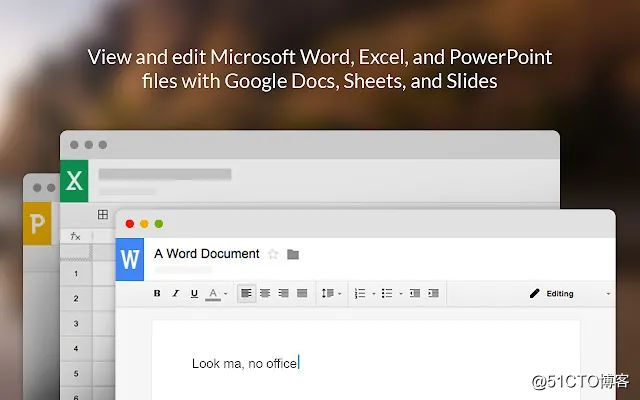 View and edit Microsoft Word, Excel, and PowerPoint
files with Google Docs, Sheets, and Slides
X
P
fx
1
2
3
4
5
6
W
A Word Document
B I U A
Editing
Look ma, no office
@51CTO博客